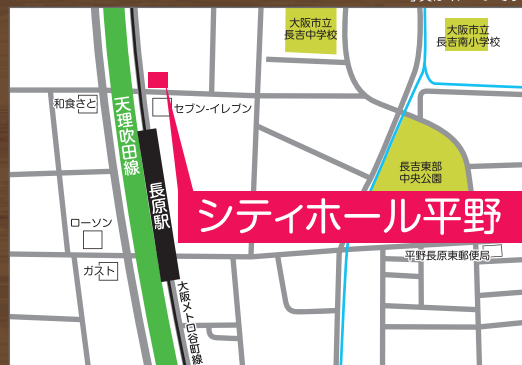 大阪市立
長吉中学校
大阪市立
長吉南小学校
和食さと
セブン-イレブン
天理吹田線
長吉東部
中央公園
長原駅
シティホール平野
ローソン
平野長原東郵便局
ガスト
大阪メトロ谷町線